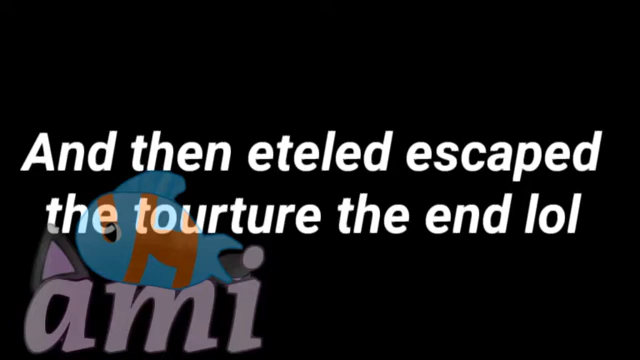 And then eteled escaped
the tourture the end lol
ami